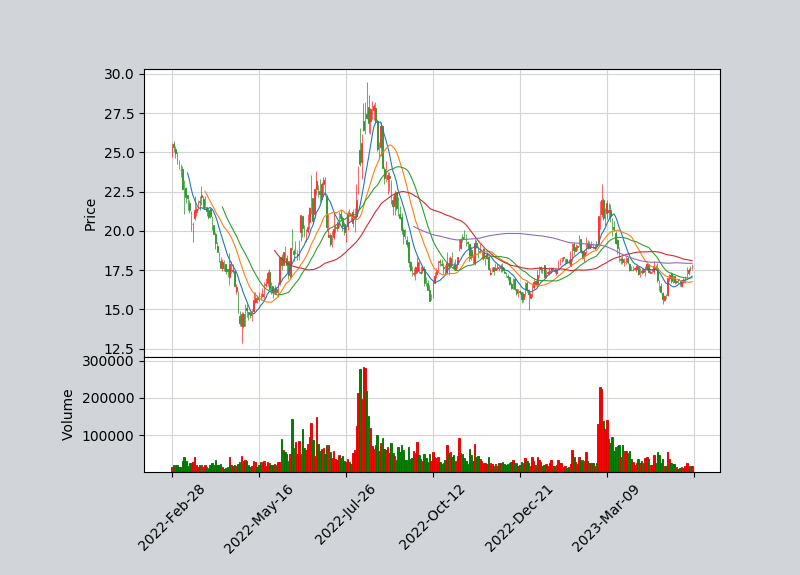 30.0
27.5
25.0
22.5
20.0
17.5
15.0
12.5
Price
300000
200000
100000
Volume
2022-Feb-28
2022-May-16
2022-Jul-26
2022-Oct-12
2022-Dec-21
2023-Mar-09